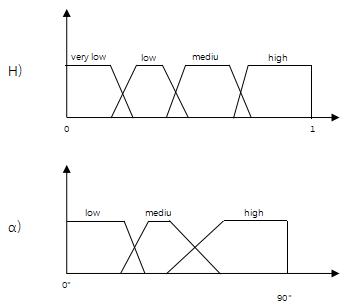 very low low mediu high
H)
0 1
low mediu high
α)
0° 90°